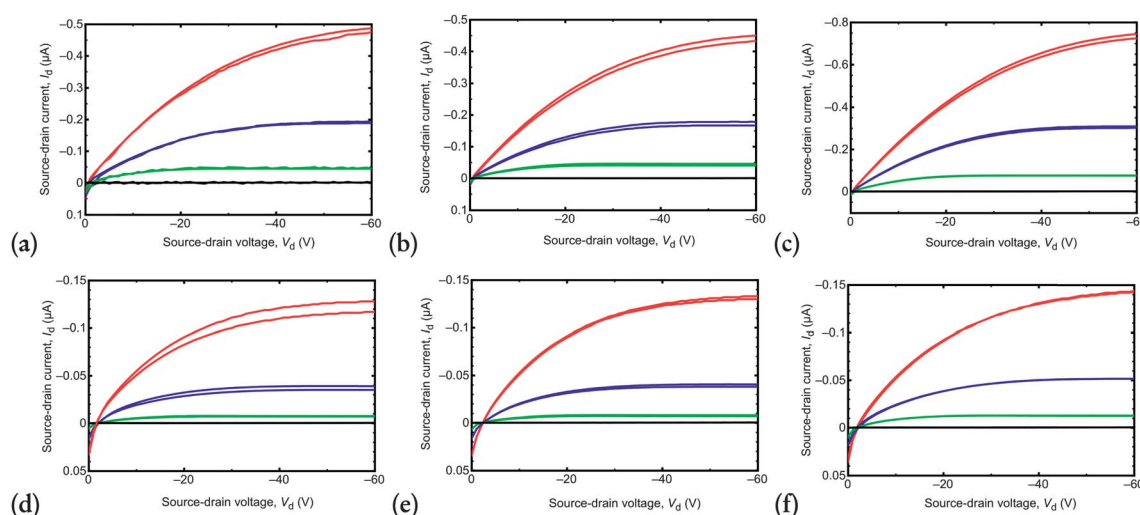 −0.5
−0.4
−0.3
−0.2
−0.1
0
0.1
Source-drain current, Id (µA)
0 −20 −40 −60
Source-drain voltage, Vd (V)
(a)
−0.5
−0.4
−0.3
−0.2
−0.1
0
0.1
Source-drain current, Id (µA)
0 −20 −40 −60
Source-drain voltage, Vd (V)
(b)
−0.8
−0.6
−0.4
−0.2
0
Source-drain current, Id (µA)
0 −20 −40 −60
Source-drain voltage, Vd (V)
(c)
−0.15
−0.10
−0.05
0
0.05
Source-drain current, Id (µA)
0 −20 −40 −60
Source-drain voltage, Vd (V)
(d)
−0.15
−0.10
−0.05
0
0.05
Source-drain current, Id (µA)
0 −20 −40 −60
Source-drain voltage, Vd (V)
(e)
−0.15
−0.10
−0.05
0
0.05
Source-drain current, Id (µA)
0 −20 −40 −60
Source-drain voltage, Vd (V)
(f)